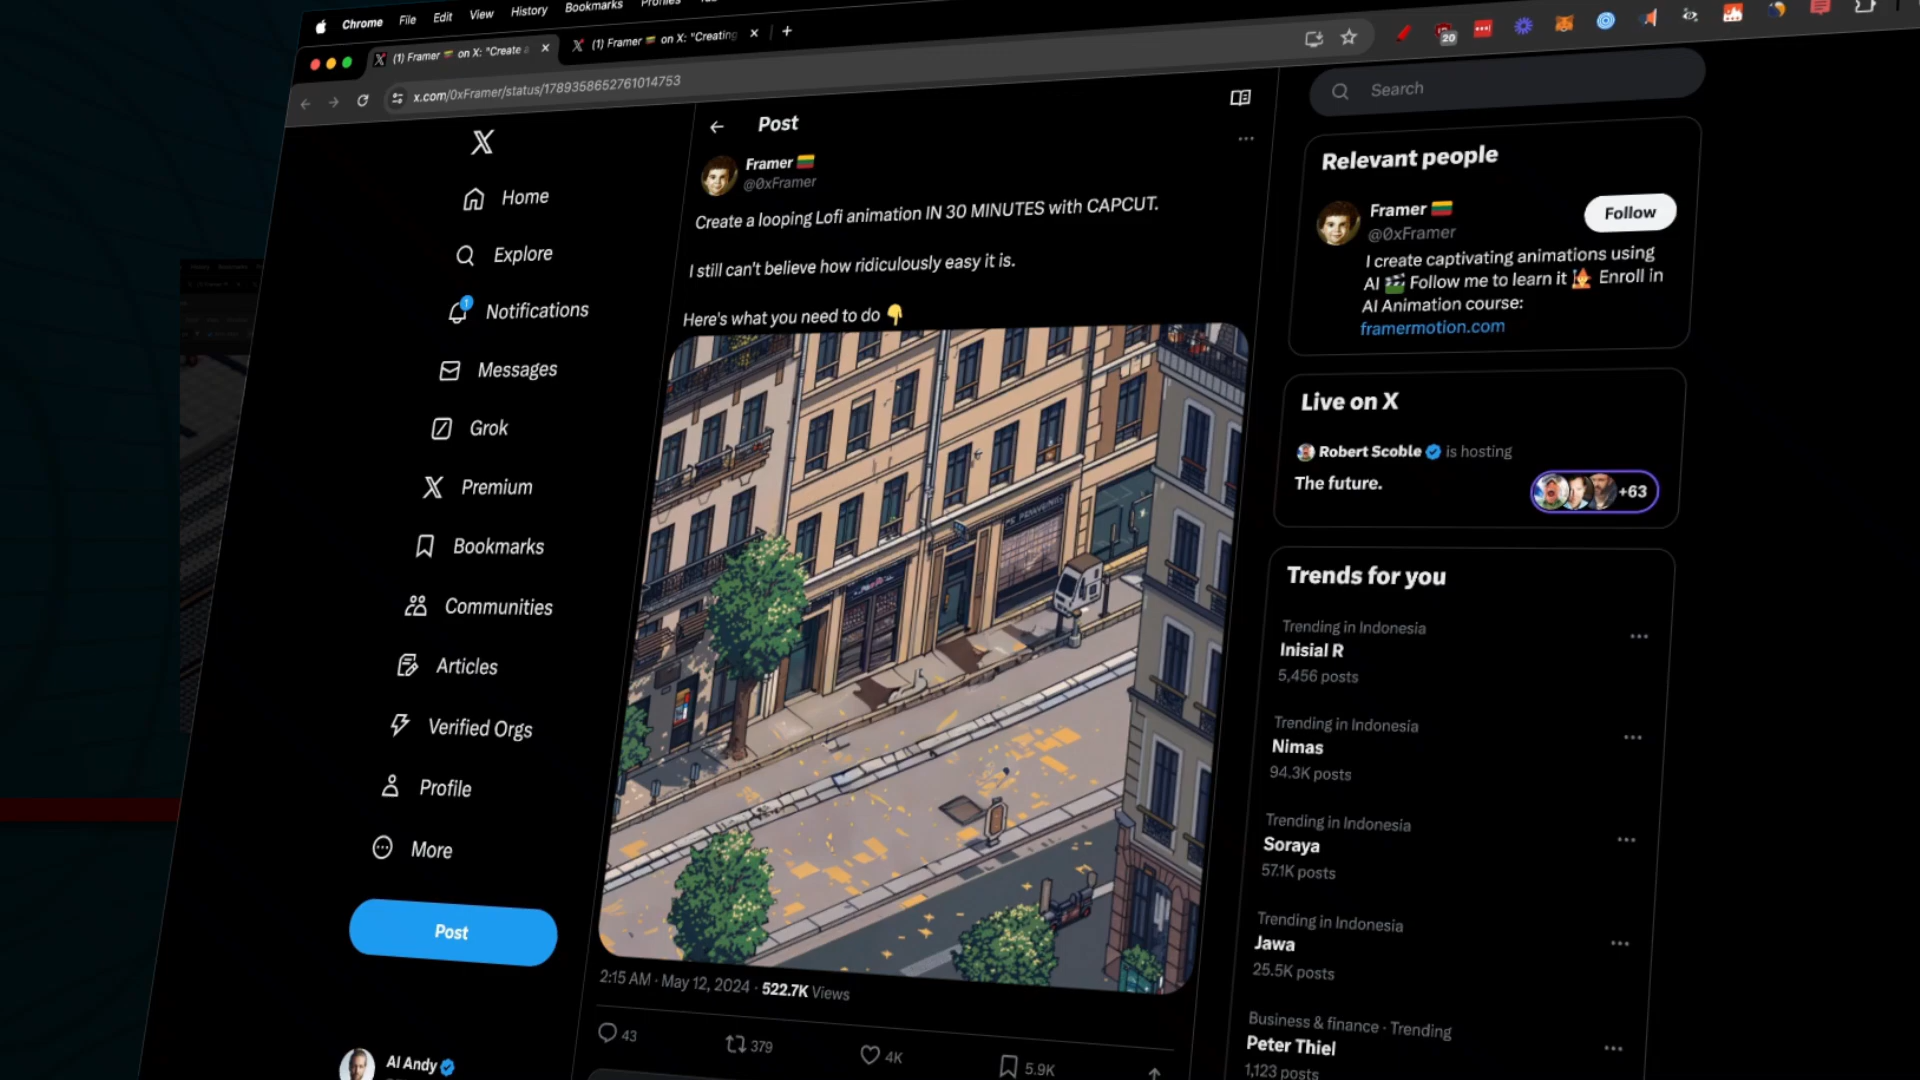 Chrome File Edit View History Bookmarks Profiles
(1) Framer on X: "Create a
(1) Framer on X: "Creating
x.com/0xFramer/status/1789358652761014753
20
Home
Explore
1
Notifications
Messages
Grok
Premium
Bookmarks
Communities
Articles
Verified Orgs
Profile
More
Post
Al Andy
Post
Framer
@0xFramer
Create a looping Lofi animation IN 30 MINUTES with CAPCUT.
I still can't believe how ridiculously easy it is.
Here's what you need to do
2:15 AM · May 12, 2024 · 522.7K Views
43 379 4K 5.9K
Search
Relevant people
Framer
@0xFramer
Follow
I create captivating animations using
AI Follow me to learn it Enroll in
AI Animation course:
framermotion.com
Live on X
Robert Scoble is hosting
The future.
+63
Trends for you
Trending in Indonesia
Inisial R
5,456 posts
Trending in Indonesia
Nimas
94.3K posts
Trending in Indonesia
Soraya
57.1K posts
Trending in Indonesia
Jawa
25.5K posts
Business & finance · Trending
Peter Thiel
1,123 posts